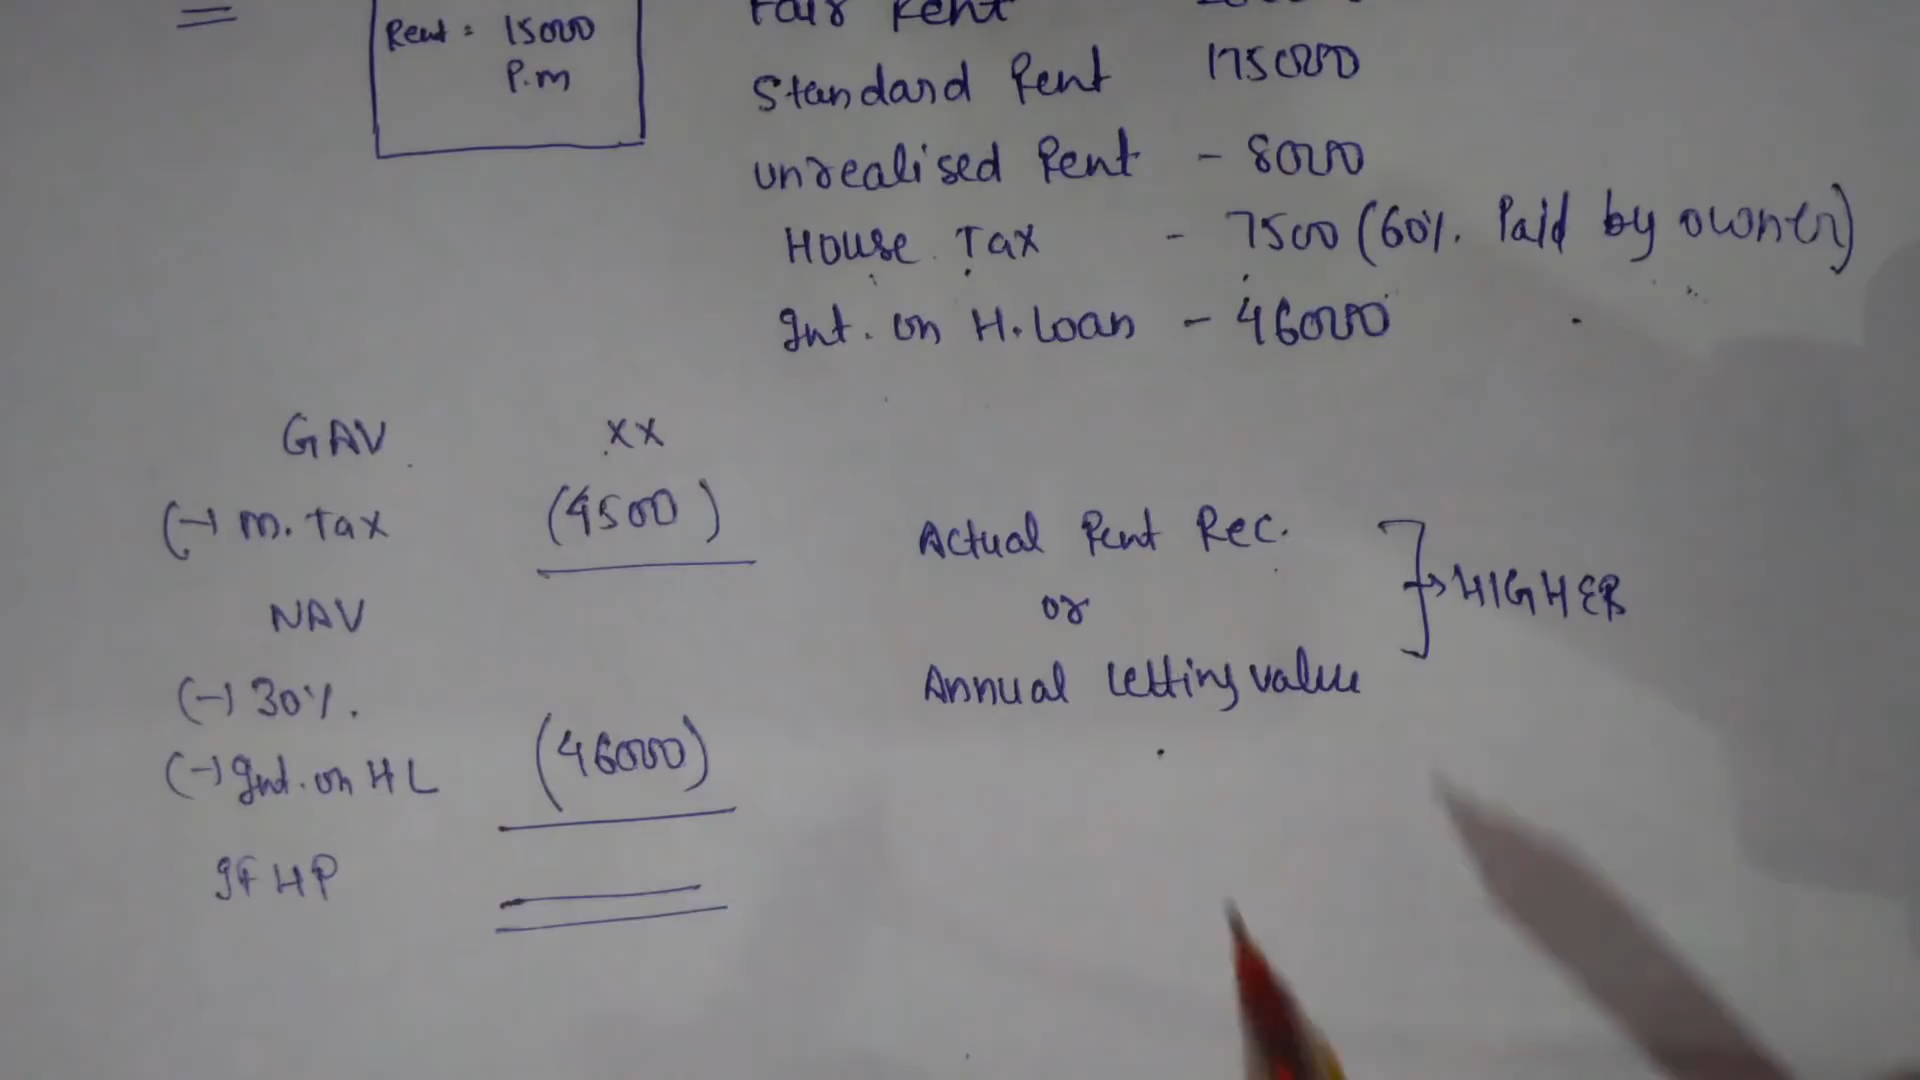 Rent = 15000
P.m
Fair Rent
Standard Rent 175000
unrealised Rent - 8000
House Tax - 7500 (60%. Paid by owner)
Int. on H. Loan - 46000
GAV XX
(-) m. Tax (4500)
NAV
(-) 30%.
(-) Int. on HL (46000)
IFHP
Actual Rent Rec.
or
Annual Letting value
→ HIGHER